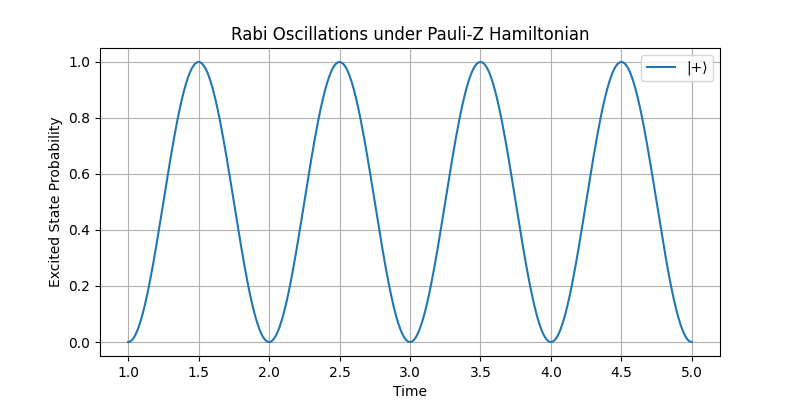 Rabi Oscillations under Pauli-Z Hamiltonian
|+⟩
Excited State Probability
1.0
0.8
0.6
0.4
0.2
0.0
1.0 1.5 2.0 2.5 3.0 3.5 4.0 4.5 5.0
Time